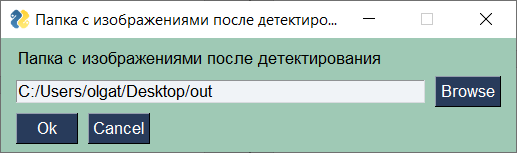 Папка с изображениями после детектиро...
Папка с изображениями после детектирования
C:/Users/olgat/Desktop/out
Browse
Ok
Cancel